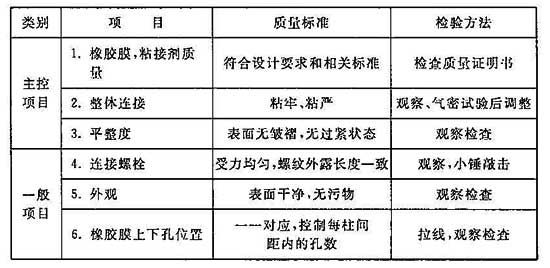 类别 项 目 质量标准 检验方法
主控项目
1. 橡胶膜,粘接剂质量 符合设计要求和相关标准 检查质量证明书
2. 整体连接 粘牢、粘严 观察、气密试验后调整
3. 平整度 表面无皱褶,无过紧状态 观察检查
一般项目
4. 连接螺栓 受力均匀,螺纹外露长度一致 观察,小锤敲击
5. 外观 表面干净,无污物 观察检查
6. 橡胶膜上下孔位置 一一对应,控制每柱间距内的孔数 拉线,观察检查